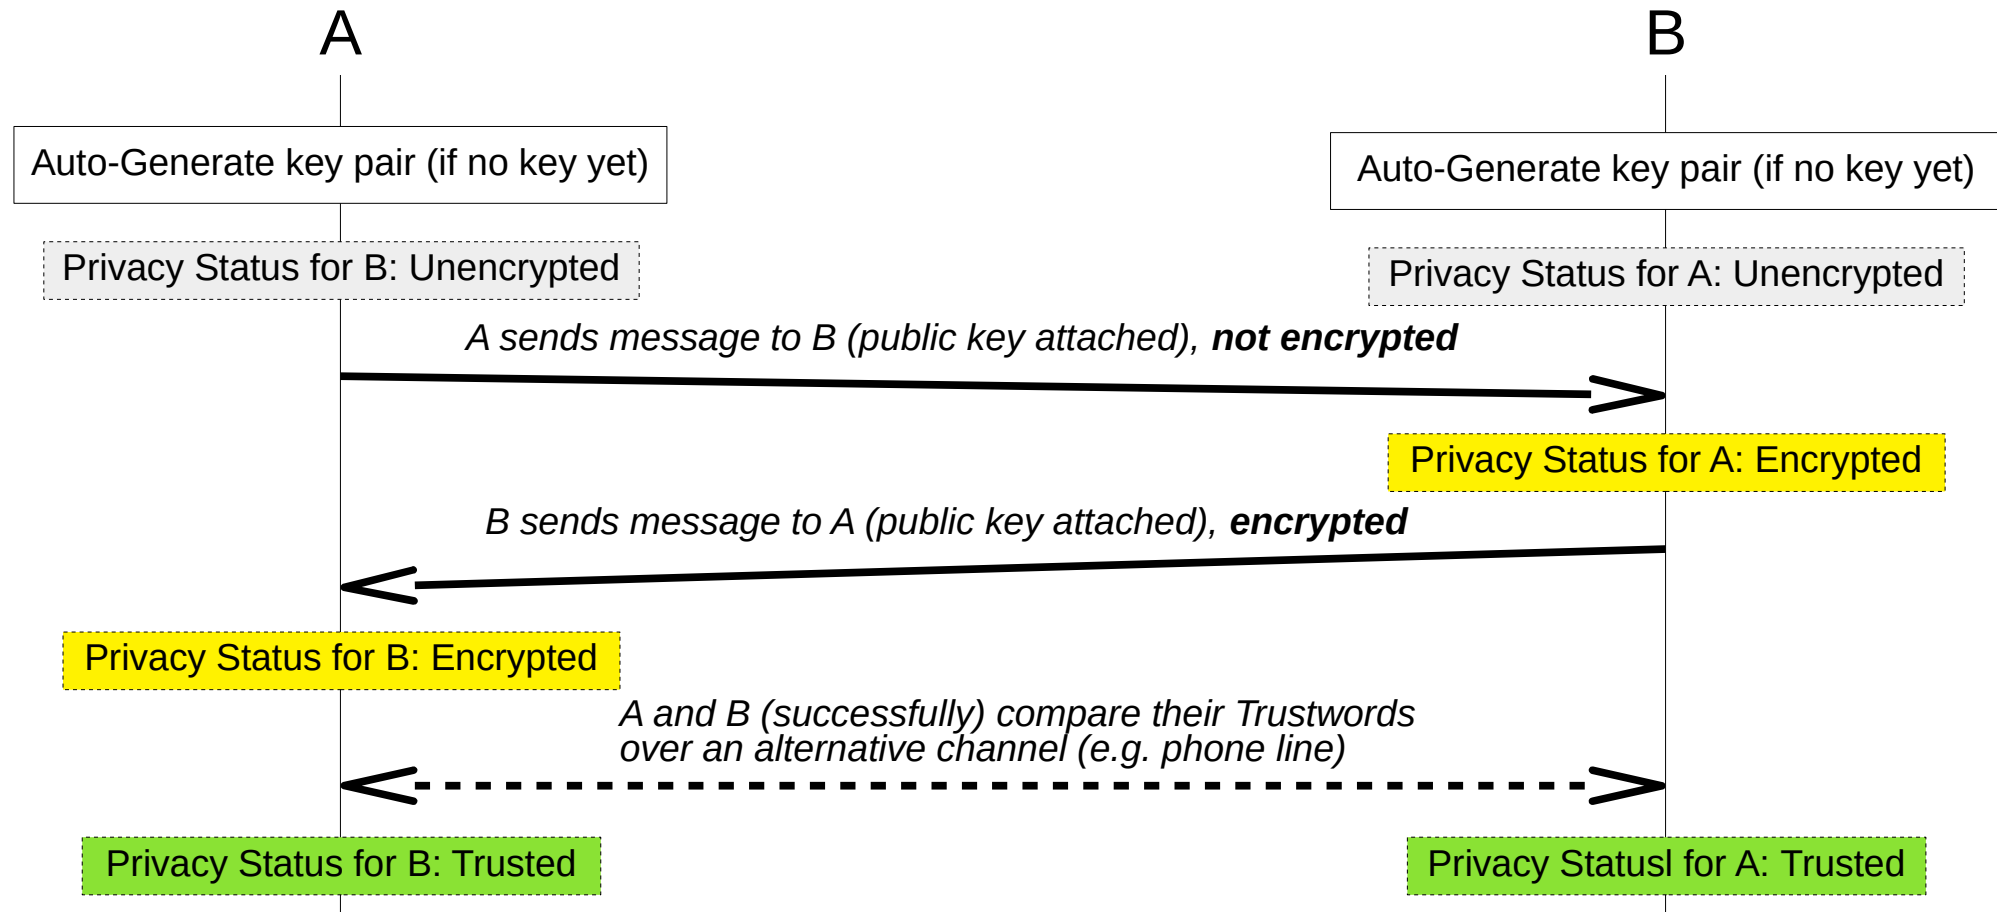 A
B
Auto-Generate key pair (if no key yet)
Auto-Generate key pair (if no key yet)
Privacy Status for B: Unencrypted
Privacy Status for A: Unencrypted
A sends message to B (public key attached), not encrypted
Privacy Status for A: Encrypted
B sends message to A (public key attached), encrypted
Privacy Status for B: Encrypted
A and B (successfully) compare their Trustwords
over an alternative channel (e.g. phone line)
Privacy Status for B: Trusted
Privacy Statusl for A: Trusted